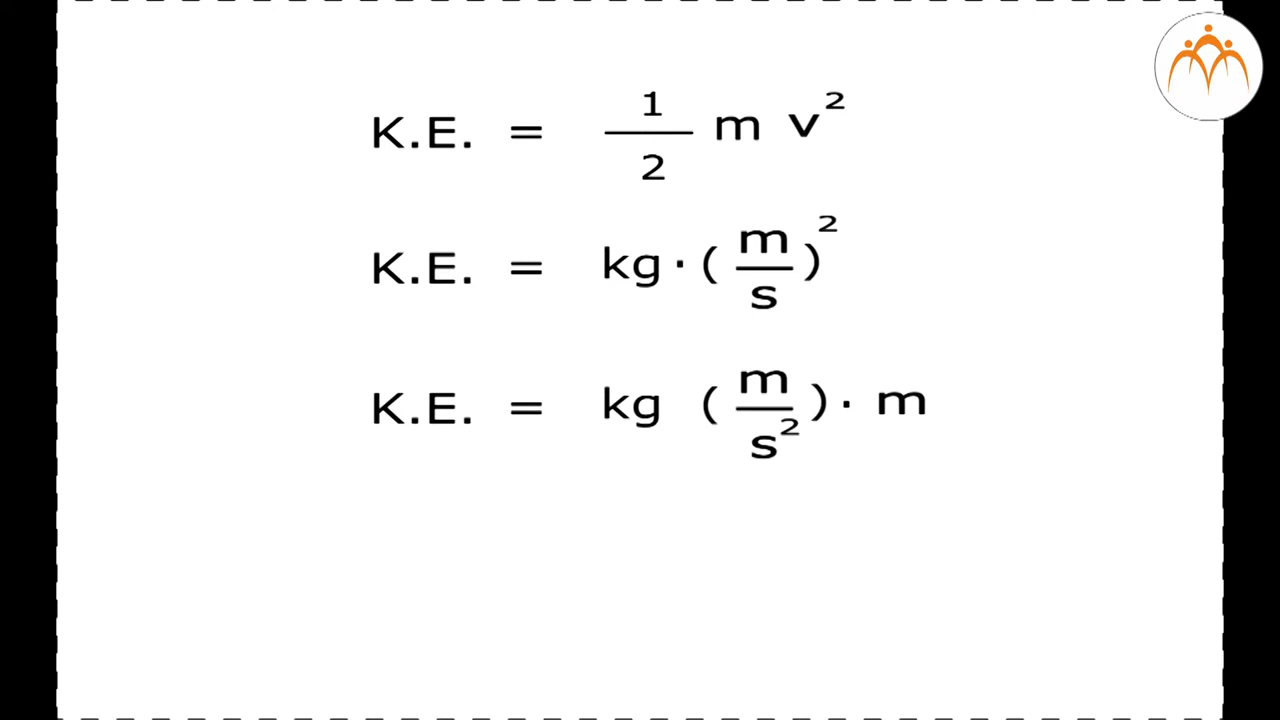 K.E. = 1/2 m v²
K.E. = kg · (m/s)²
K.E. = kg (m/s²) · m